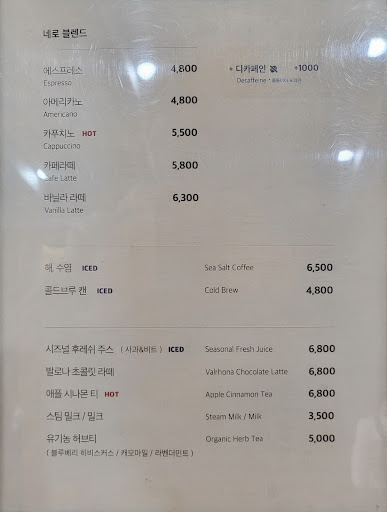 네로 블렌드
에스프레소 4,800 + 디카페인 +1000
Espresso Decaffeine
아메리카노 4,800
Americano
카푸치노 HOT 5,500
Cappuccino
카페라떼 5,800
Cafe Latte
바닐라 라떼 6,300
Vanilla Latte
해, 수염 ICED Sea Salt Coffee 6,500
콜드브루 캔 ICED Cold Brew 4,800
시즈널 후레쉬 주스 ( 사과&비트 ) ICED Seasonal Fresh Juice 6,800
발로나 초콜릿 라떼 Valrhona Chocolate Latte 6,800
애플 시나몬 티 HOT Apple Cinnamon Tea 6,800
스팀 밀크 / 밀크 Steam Milk / Milk 3,500
유기농 허브티 Organic Herb Tea 5,000
( 블루베리 히비스커스 / 캐모마일 / 라벤더민트 )